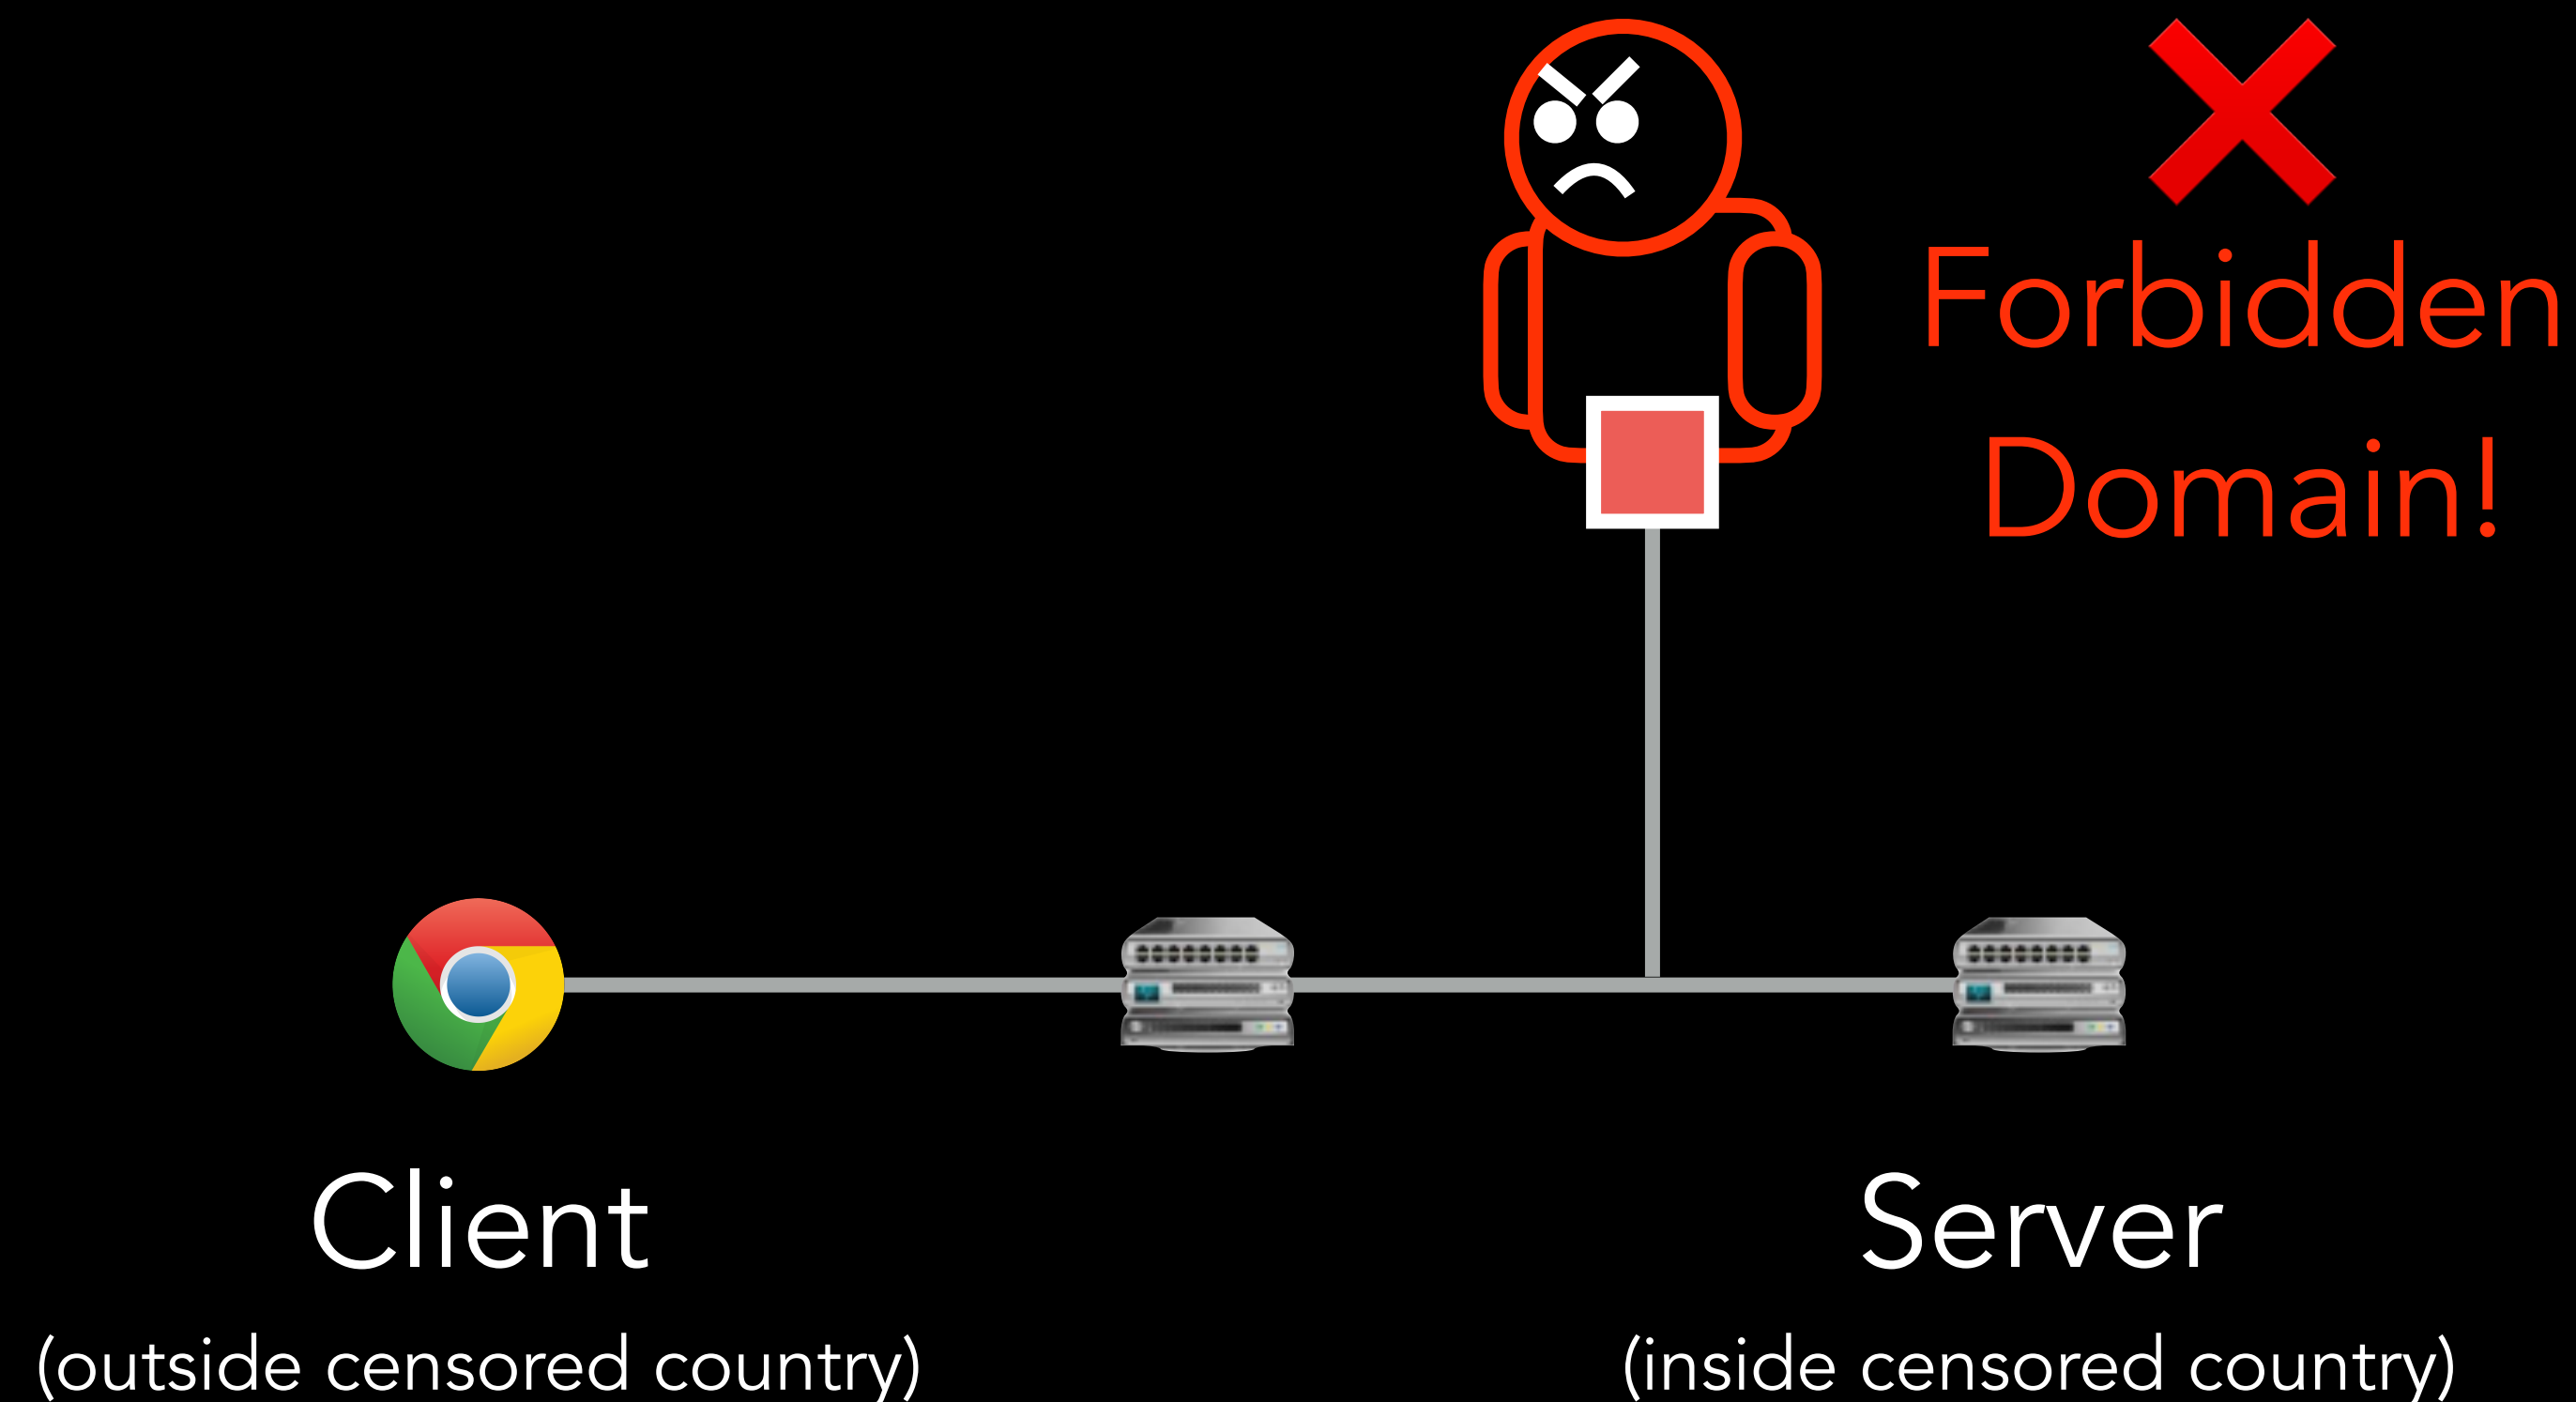 Forbidden
Domain!
Client
Server
(outside censored country)
(inside censored country)